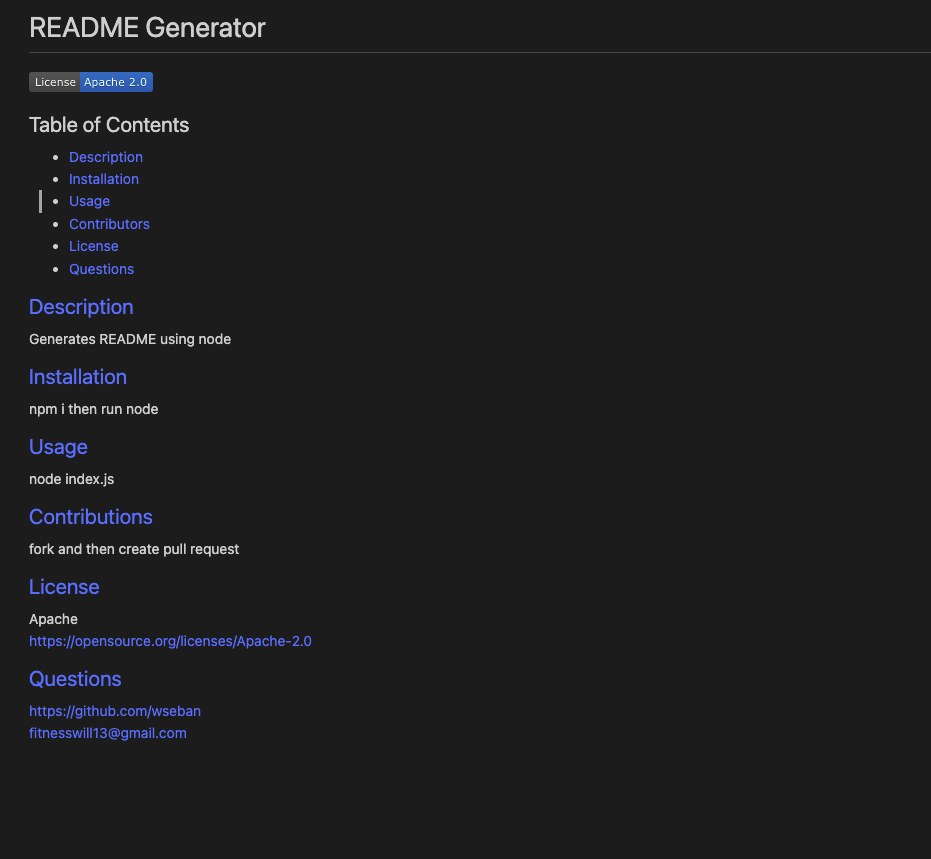 README Generator
License Apache 2.0
Table of Contents
Description
Installation
Usage
Contributors
License
Questions
Description
Generates README using node
Installation
npm i then run node
Usage
node index.js
Contributions
fork and then create pull request
License
Apache
https://opensource.org/licenses/Apache-2.0
Questions
https://github.com/wseban
fitnesswill13@gmail.com